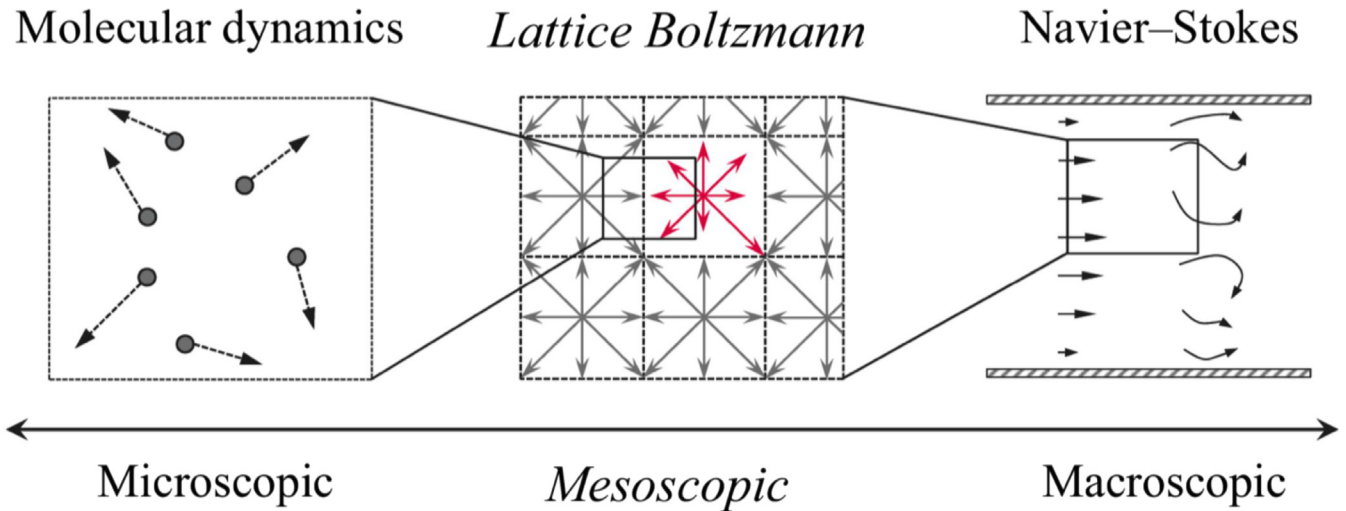 Molecular dynamics
Lattice Boltzmann
Navier–Stokes
Microscopic
Mesoscopic
Macroscopic